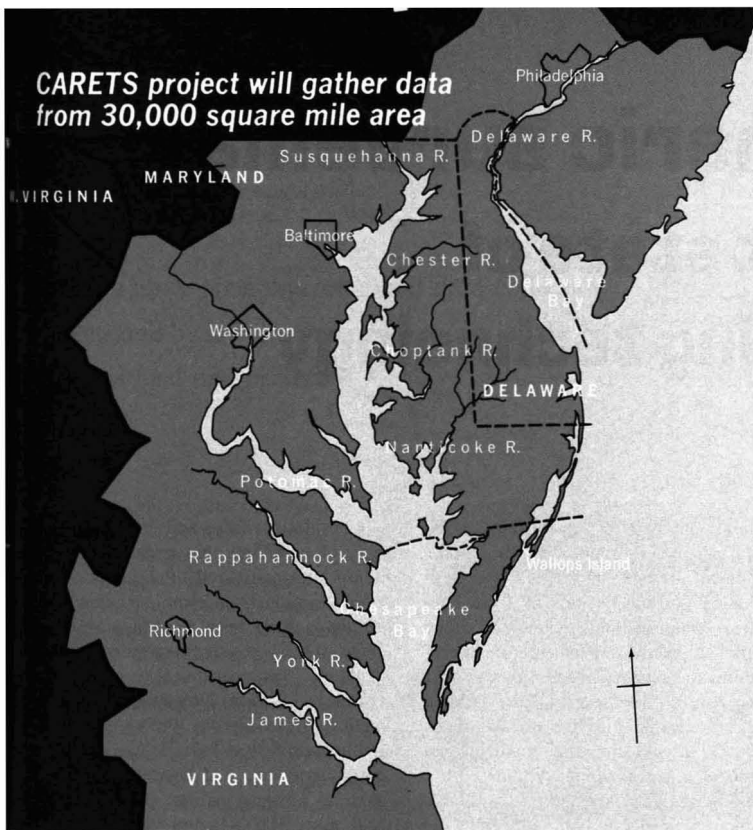 CARETS project will gather data
from 30,000 square mile area
Philadelphia
Delaware R.
Susquehanna R.
MARYLAND
VIRGINIA
Baltimore
Chester R.
Delaware
Bay
Washington
Choptank R.
DELAWARE
Nanticoke R.
Potomac R.
Rappahannock R.
Wallops Island
Chesapeake
Bay
Richmond
York R.
James R.
VIRGINIA